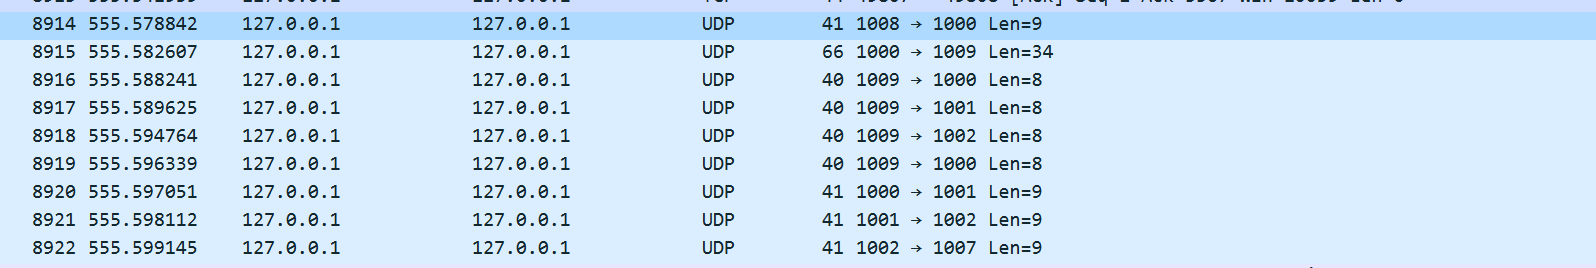 8914 555.578842 127.0.0.1 127.0.0.1 UDP 41 1008 → 1000 Len=9
8915 555.582607 127.0.0.1 127.0.0.1 UDP 66 1000 → 1009 Len=34
8916 555.588241 127.0.0.1 127.0.0.1 UDP 40 1009 → 1000 Len=8
8917 555.589625 127.0.0.1 127.0.0.1 UDP 40 1009 → 1001 Len=8
8918 555.594764 127.0.0.1 127.0.0.1 UDP 40 1009 → 1002 Len=8
8919 555.596339 127.0.0.1 127.0.0.1 UDP 40 1009 → 1000 Len=8
8920 555.597051 127.0.0.1 127.0.0.1 UDP 41 1000 → 1001 Len=9
8921 555.598112 127.0.0.1 127.0.0.1 UDP 41 1001 → 1002 Len=9
8922 555.599145 127.0.0.1 127.0.0.1 UDP 41 1002 → 1007 Len=9